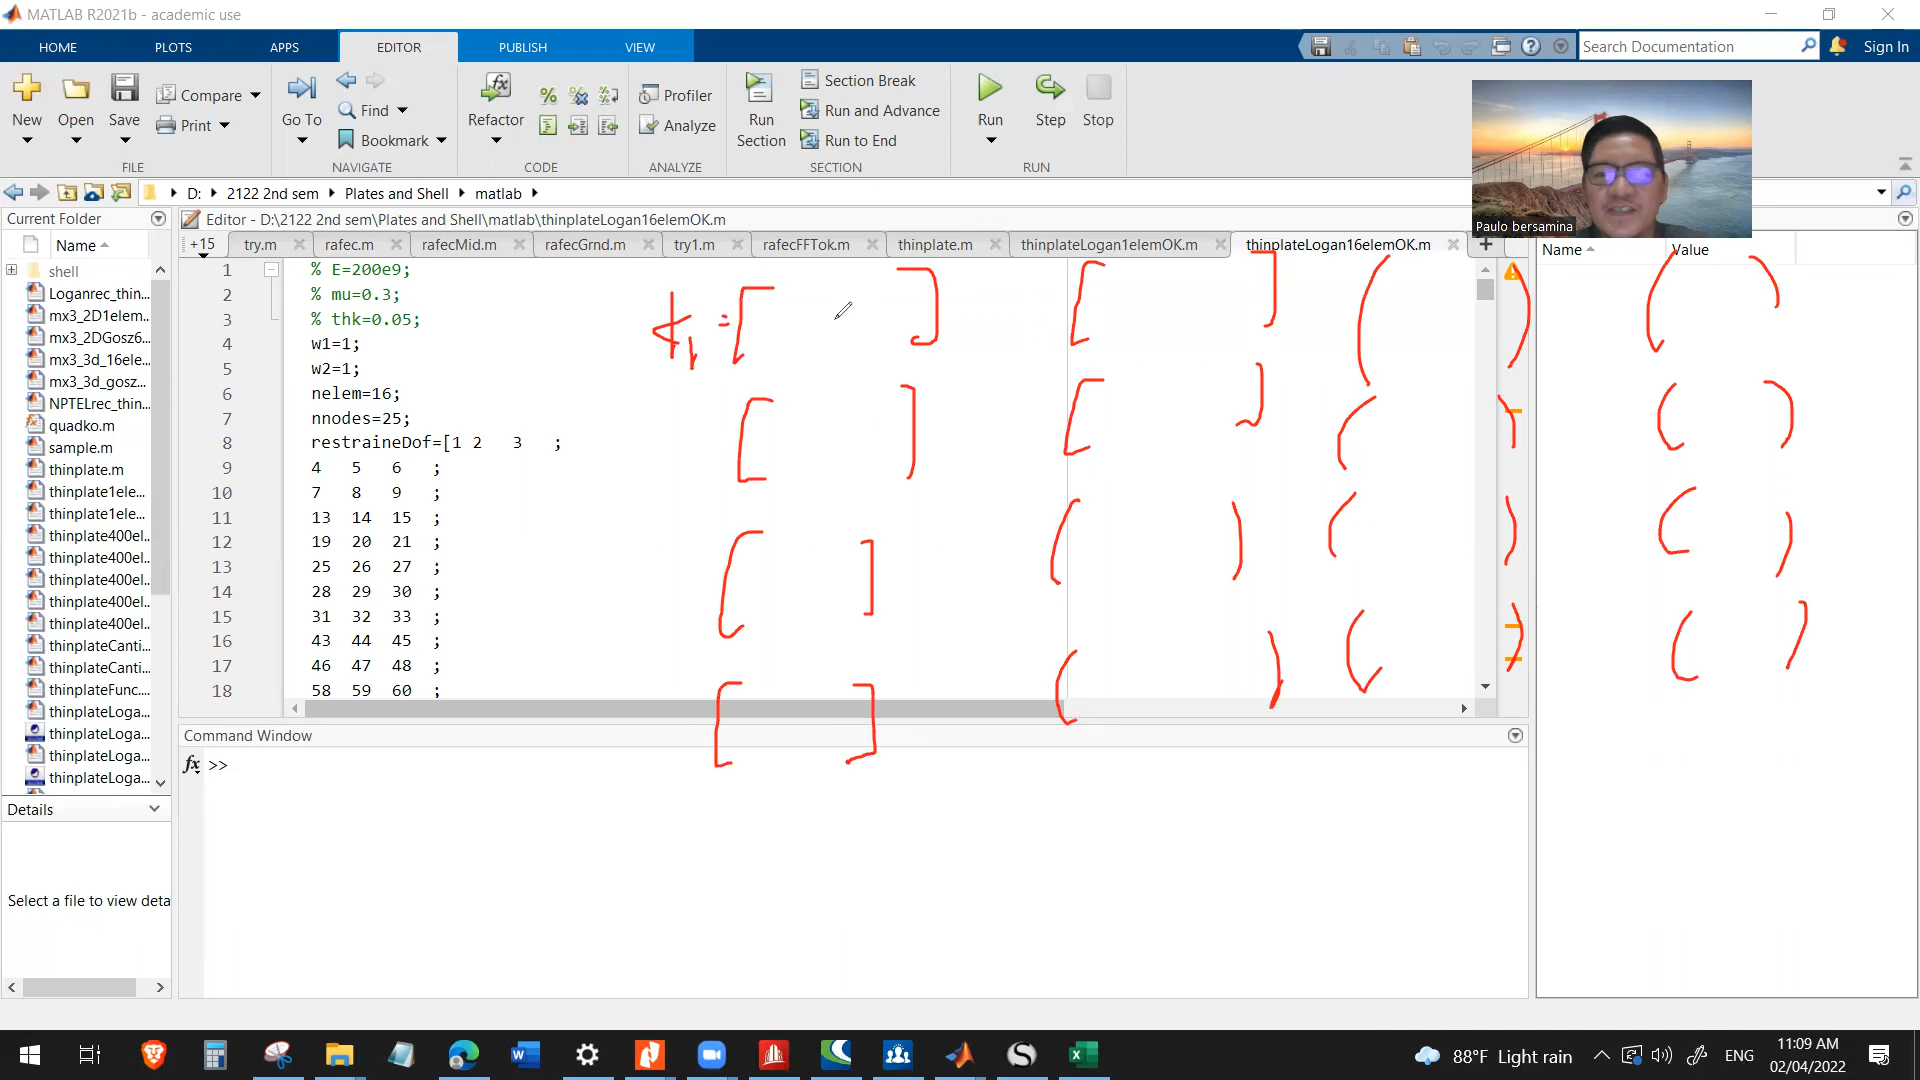 MATLAB R2021b - academic use
HOME PLOTS APPS EDITOR PUBLISH VIEW
Search Documentation
Sign In
New Open Save Compare Print
Go To Find Bookmark
Refactor
Profiler Analyze
Run Section Section Break Run and Advance Run to End
Run Step Stop
FILE NAVIGATE CODE ANALYZE SECTION RUN
D: 2122 2nd sem Plates and Shell matlab
Paulo bersamina
Current Folder
Editor - D:\2122 2nd sem\Plates and Shell\matlab\thinplateLogan16elemOK.m
+15 try.m rafec.m rafecMid.m rafecGrnd.m try1.m rafecFFTok.m thinplate.m thinplateLogan1elemOK.m thinplateLogan16elemOK.m
Name Value
Name
shell
Loganrec_thin...
mx3_2D1elem...
mx3_2DGosz6...
mx3_3d_16ele...
mx3_3d_gosz...
NPTELrec_thin...
quadko.m
sample.m
thinplate.m
thinplate1ele...
thinplate1ele...
thinplate400el...
thinplate400el...
thinplate400el...
thinplate400el...
thinplate400el...
thinplateCanti...
thinplateCanti...
thinplateFunc...
thinplateLoga...
thinplateLoga...
thinplateLoga...
thinplateLoga...
1 % E=200e9;
2 % mu=0.3;
3 % thk=0.05;
4 w1=1;
5 w2=1;
6 nelem=16;
7 nnodes=25;
8 restraineDof=[1 2 3 ;
9 4 5 6 ;
10 7 8 9 ;
11 13 14 15 ;
12 19 20 21 ;
13 25 26 27 ;
14 28 29 30 ;
15 31 32 33 ;
16 43 44 45 ;
17 46 47 48 ;
18 58 59 60 ;
Command Window
fx >>
Details
Select a file to view deta
88°F Light rain
ENG
11:09 AM
02/04/2022